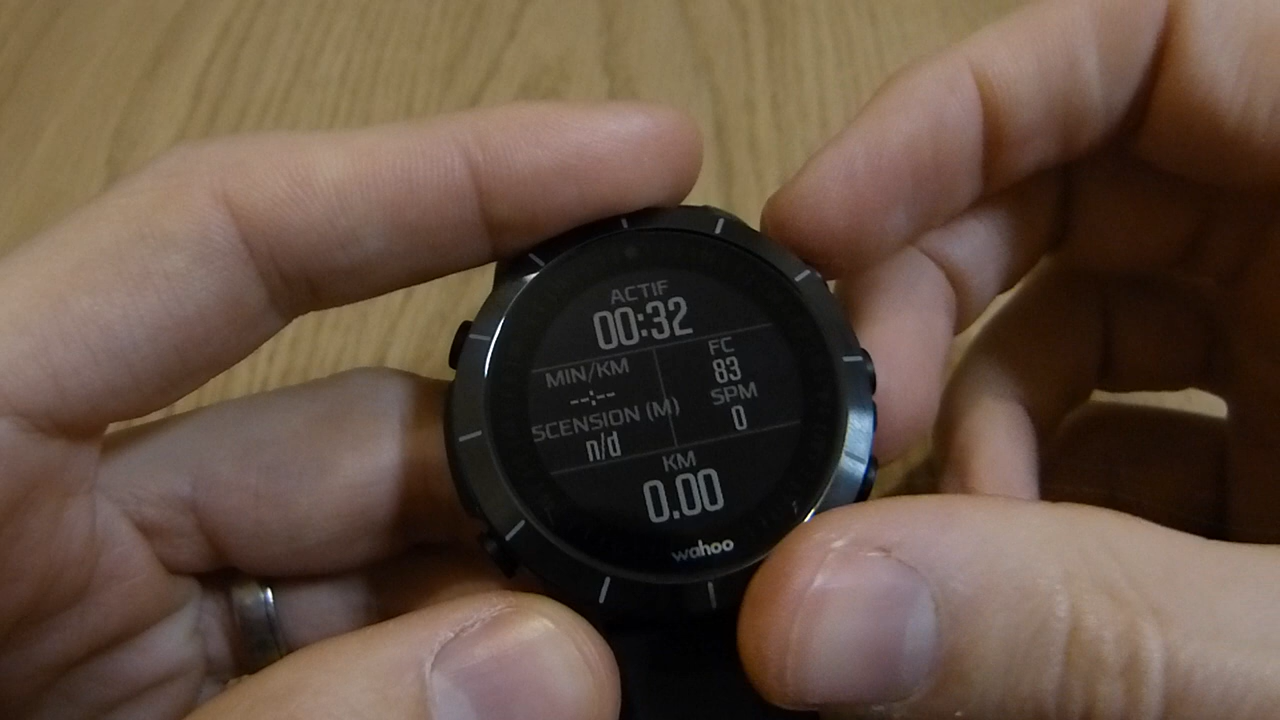 ACTIF
00:32
MIN/KM
--:--
FC
83
SCENSION (M)
n/d
SPM
0
KM
0.00
wahoo